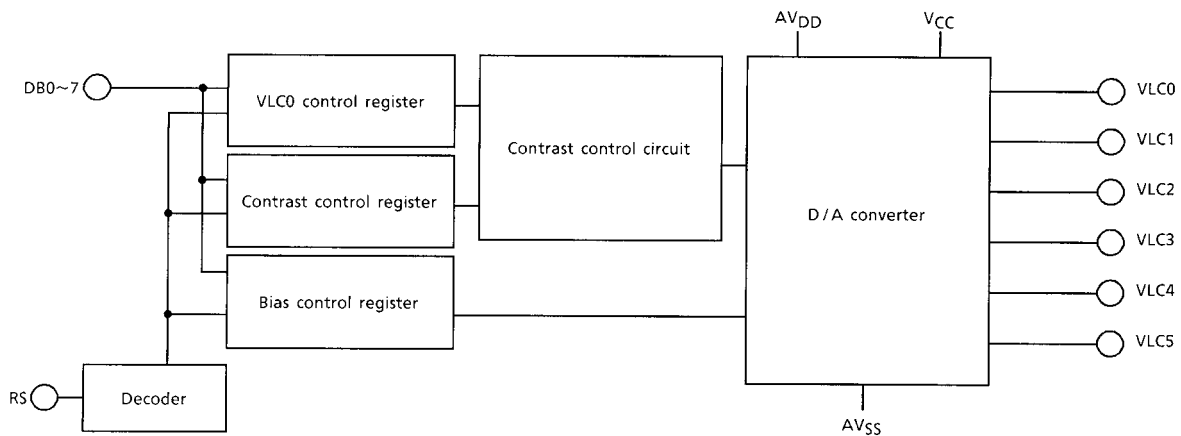 AVDD
VCC
DB0~7
VLC0 control register
VLC0
Contrast control circuit
VLC1
Contrast control register
VLC2
D/A converter
VLC3
Bias control register
VLC4
VLC5
RS
Decoder
AVSS